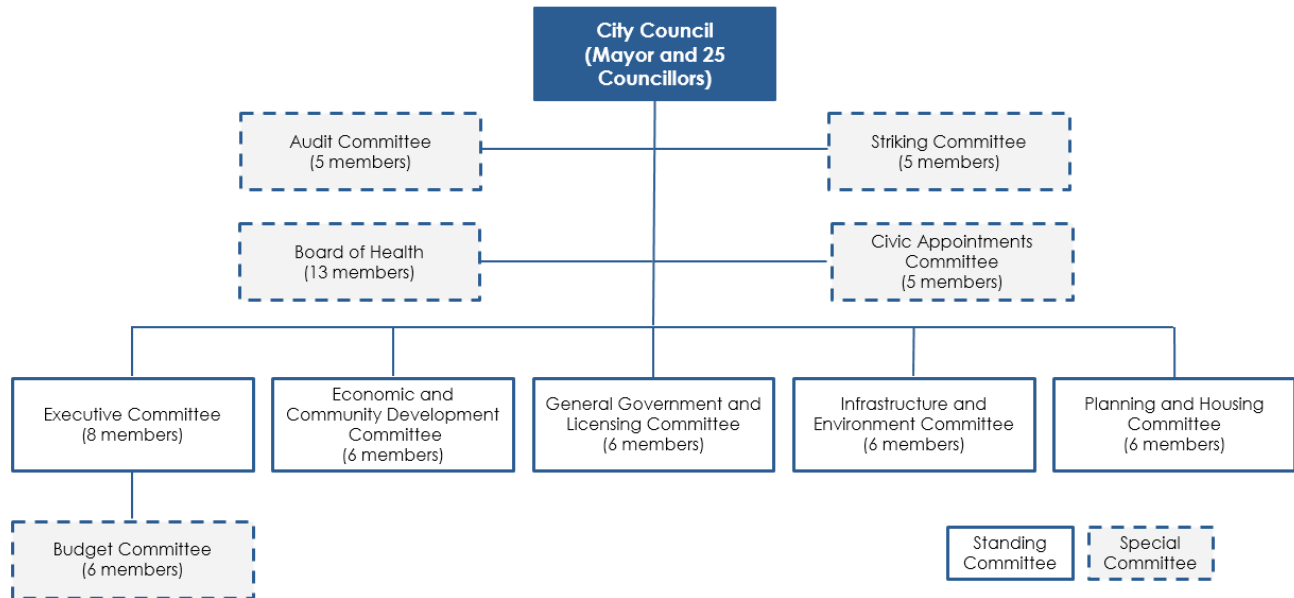 City Council
(Mayor and 25
Councillors)
Audit Committee
(5 members)
Striking Committee
(5 members)
Board of Health
(13 members)
Civic Appointments
Committee
(5 members)
Executive Committee
(8 members)
Economic and
Community Development
Committee
(6 members)
General Government and
Licensing Committee
(6 members)
Infrastructure and
Environment Committee
(6 members)
Planning and Housing
Committee
(6 members)
Budget Committee
(6 members)
Standing
Committee
Special
Committee